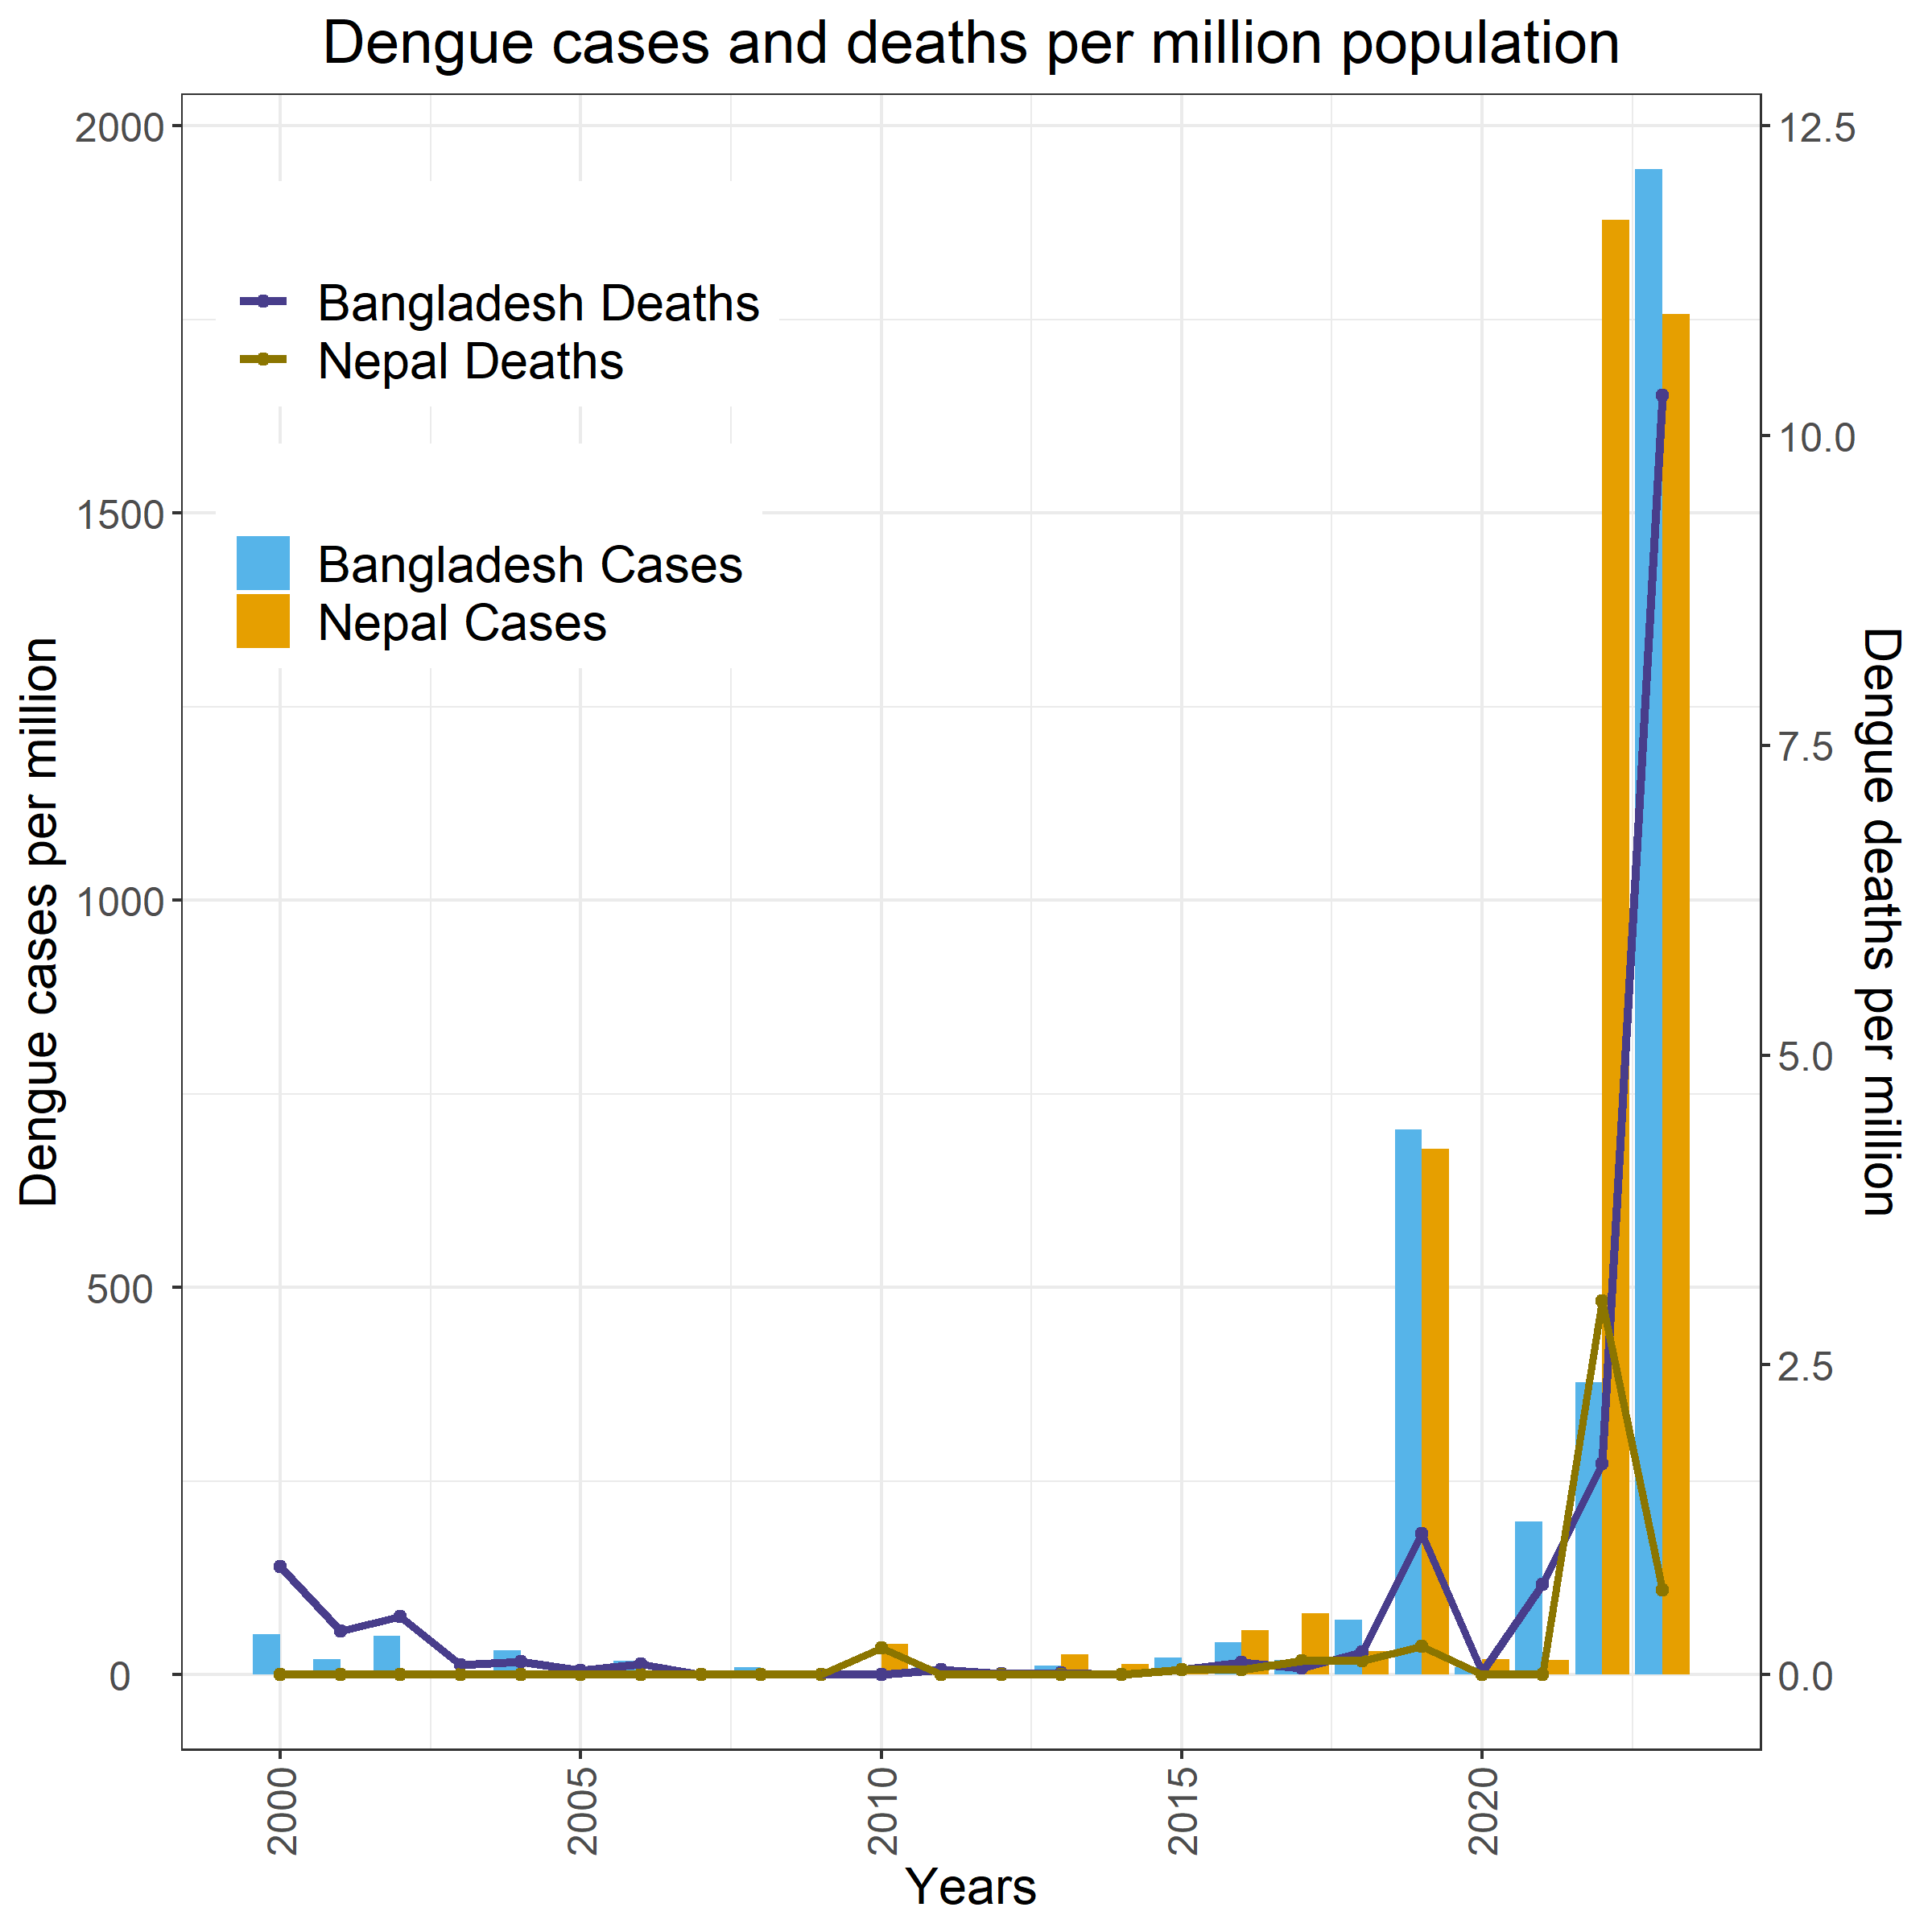 Dengue cases and deaths per million population
Dengue cases per million
2000
1500
1000
500
0
Bangladesh Deaths
Nepal Deaths
Bangladesh Cases
Nepal Cases
12.5
10.0
7.5
5.0
2.5
0.0
Dengue deaths per million
2000
2005
2010
2015
2020
Years